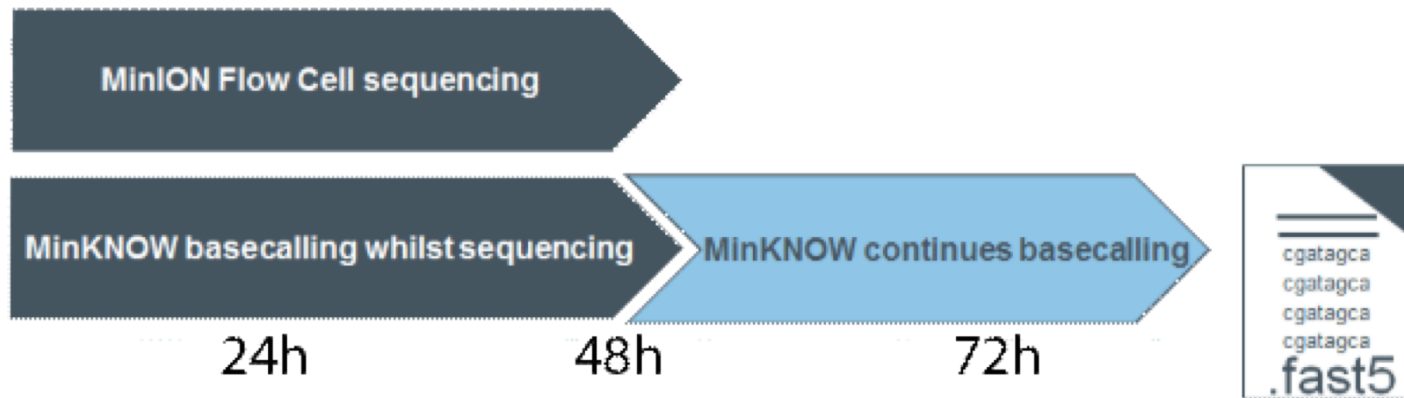 MinION Flow Cell sequencing
MinKNOW basecalling whilst sequencing
MinKNOW continues basecalling
24h
48h
72h
cgatagca
cgatagca
cgatagca
cgatagca
.fast5